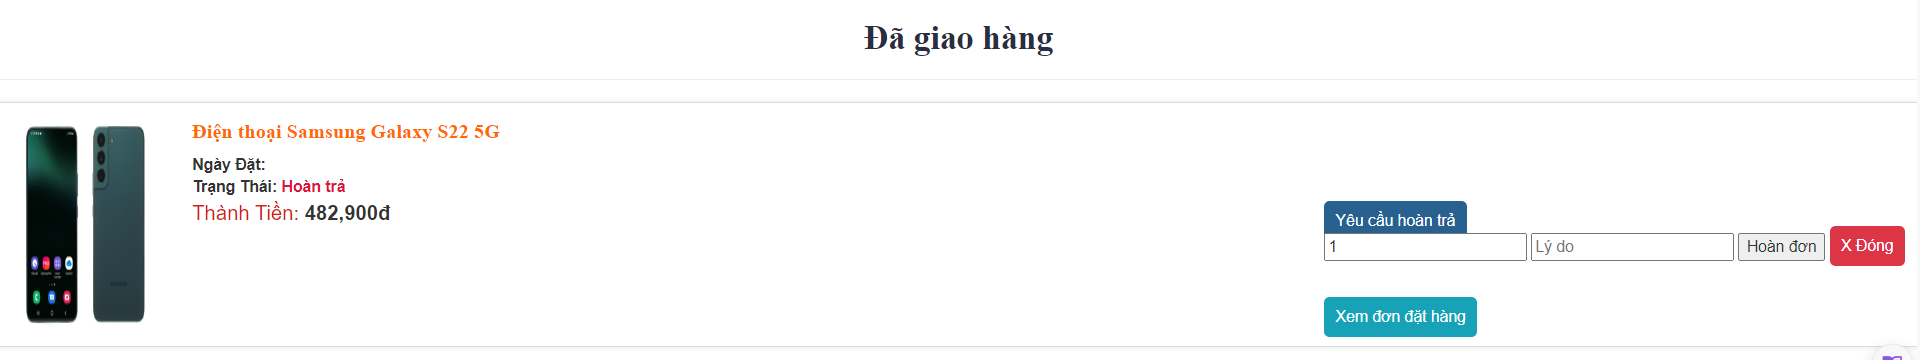 Đã giao hàng
Điện thoại Samsung Galaxy S22 5G
Ngày Đặt:
Trạng Thái: Hoàn trả
Thành Tiền: 482,900đ
Yêu cầu hoàn trả
1 Lý do Hoàn đơn X Đóng
Xem đơn đặt hàng